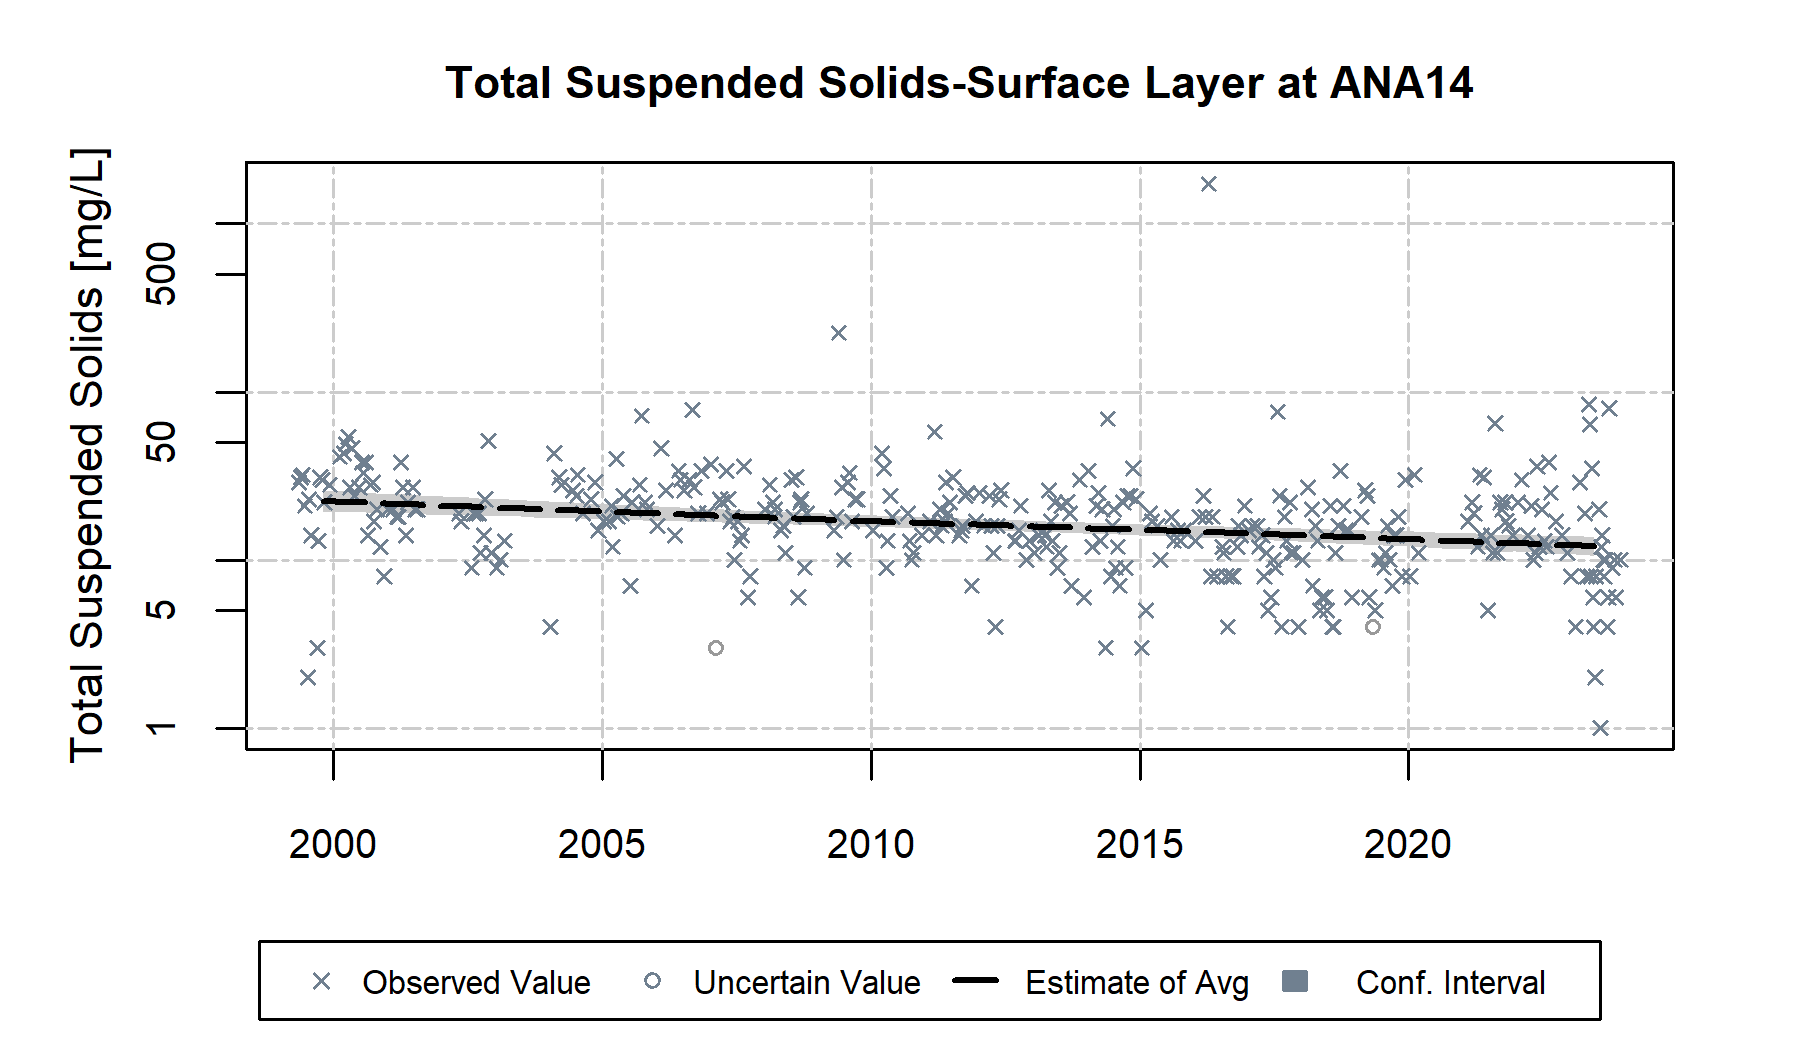 Total Suspended Solids-Surface Layer at ANA14
Total Suspended Solids [mg/L]
500
50
5
1
2000 2005 2010 2015 2020
Observed Value Uncertain Value Estimate of Avg Conf. Interval